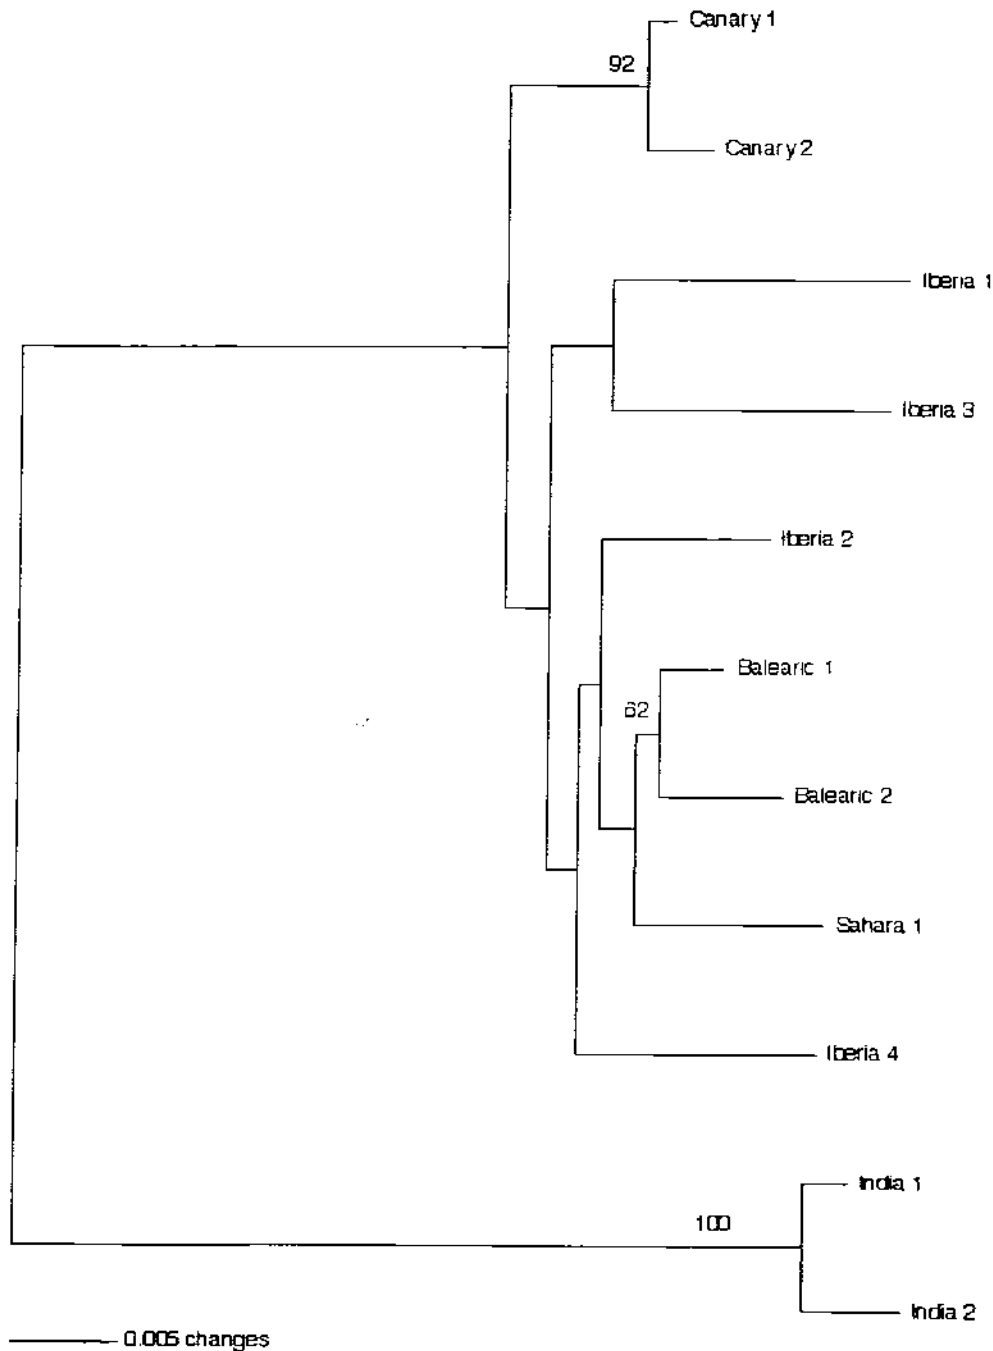 Canary 1
92
Canary 2
Iberia 1
Iberia 3
Iberia 2
Balearic 1
62
Balearic 2
Sahara 1
Iberia 4
India 1
100
India 2
0.005 changes